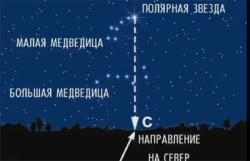 ПОЛЯРНАЯ ЗВЕЗДА
МАЛАЯ МЕДВЕДИЦА
БОЛЬШАЯ МЕДВЕДИЦА
С
НАПРАВЛЕНИЕ
НА СЕВЕР